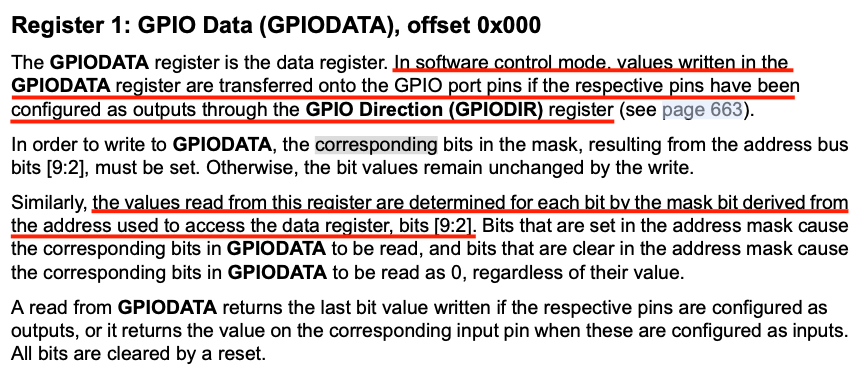 Register 1: GPIO Data (GPIODATA), offset 0x000
The GPIODATA register is the data register. In software control mode, values written in the
GPIODATA register are transferred onto the GPIO port pins if the respective pins have been
configured as outputs through the GPIO Direction (GPIODIR) register (see page 663).
In order to write to GPIODATA, the corresponding bits in the mask, resulting from the address bus
bits [9:2], must be set. Otherwise, the bit values remain unchanged by the write.
Similarly, the values read from this register are determined for each bit by the mask bit derived from
the address used to access the data register, bits [9:2]. Bits that are set in the address mask cause
the corresponding bits in GPIODATA to be read, and bits that are clear in the address mask cause
the corresponding bits in GPIODATA to be read as 0, regardless of their value.
A read from GPIODATA returns the last bit value written if the respective pins are configured as
outputs, or it returns the value on the corresponding input pin when these are configured as inputs.
All bits are cleared by a reset.